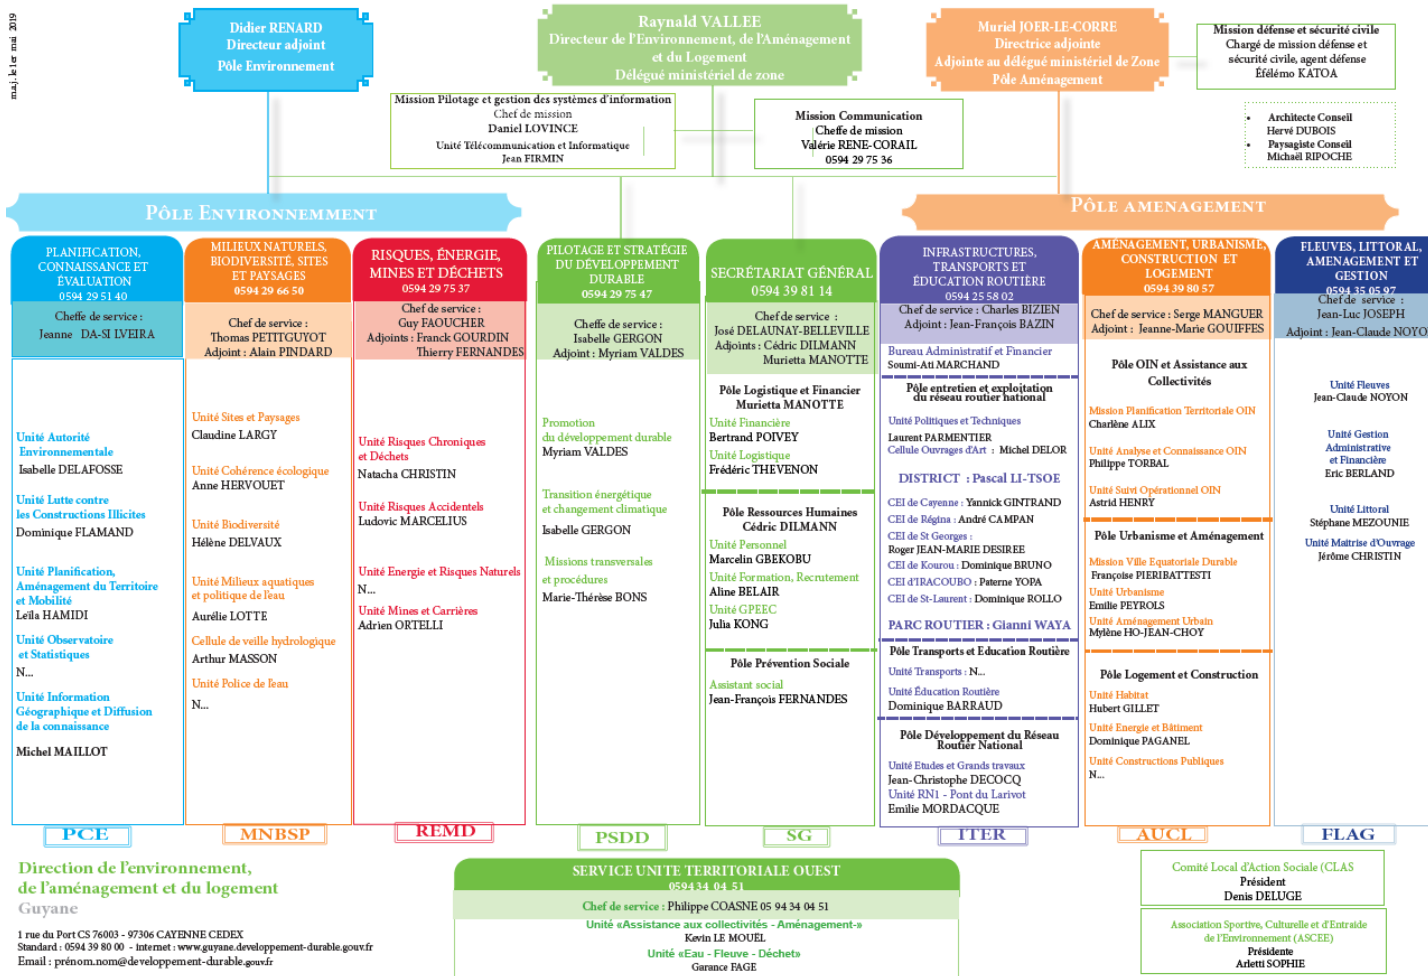 m.a.j. le 1er mai 2019
Didier RENARD
Directeur adjoint
Pôle Environnement
Raynald VALLEE
Directeur de l'Environnement, de l'Aménagement
et du Logement
Délégué ministériel de zone
Muriel JOER-LE-CORRE
Directrice adjointe
Adjointe au délégué ministériel de Zone
Pôle Aménagement
Mission défense et sécurité civile
Chargé de mission défense et
sécurité civile, agent défense
Éfélémo KATOA
Mission Pilotage et gestion des systèmes d'information
Chef de mission
Daniel LOVINCE
Unité Télécommunication et Informatique
Jean FIRMIN
Mission Communication
Cheffe de mission
Valérie RENE-CORAIL
0594 29 75 36
• Architecte Conseil
Hervé DUBOIS
• Paysagiste Conseil
Michaël RIPOCHE
PÔLE ENVIRONNEMMENT
PÔLE AMENAGEMENT
PLANIFICATION,
CONNAISSANCE ET
ÉVALUATION
0594 29 51 40
Cheffe de service :
Jeanne DA-SI LVEIRA
Unité Autorité
Environnementale
Isabelle DELAFOSSE
Unité Lutte contre
les Constructions Illicites
Dominique FLAMAND
Unité Planification,
Aménagement du Territoire
et Mobilité
Leïla HAMIDI
Unité Observatoire
et Statistiques
N...
Unité Information
Géographique et Diffusion
de la connaissance
Michel MAILLOT
PCE
MILIEUX NATURELS,
BIODIVERSITÉ, SITES
ET PAYSAGES
0594 29 66 50
Chef de service :
Thomas PETITGUYOT
Adjoint : Alain PINDARD
Unité Sites et Paysages
Claudine LARGY
Unité Cohérence écologique
Anne HERVOUET
Unité Biodiversité
Hélène DELVAUX
Unité Milieux aquatiques
et politique de l'eau
Aurélie LOTTE
Cellule de veille hydrologique
Arthur MASSON
Unité Police de l'eau
N...
MNBSP
RISQUES, ÉNERGIE,
MINES ET DÉCHETS
0594 29 75 37
Chef de service :
Guy FAOUCHER
Adjoints : Franck GOURDIN
Thierry FERNANDES
Unité Risques Chroniques
et Déchets
Natacha CHRISTIN
Unité Risques Accidentels
Ludovic MARCELIUS
Unité Energie et Risques Naturels
N...
Unité Mines et Carrières
Adrien ORTELLI
REMD
PILOTAGE ET STRATÉGIE
DU DÉVELOPPEMENT
DURABLE
0594 29 75 47
Cheffe de service :
Isabelle GERGON
Adjoint : Myriam VALDES
Promotion
du développement durable
Myriam VALDES
Transition énergétique
et changement climatique
Isabelle GERGON
Missions transversales
et procédures
Marie-Thérèse BONS
PSDD
SECRÉTARIAT GÉNÉRAL
0594 39 81 14
Chef de service :
José DELAUNAY-BELLEVILLE
Adjoints : Cédric DILMANN
Murietta MANOTTE
Pôle Logistique et Financier
Murietta MANOTTE
Unité Financière
Bertrand POIVEY
Unité Logistique
Frédéric THEVENON
Pôle Ressources Humaines
Cédric DILMANN
Unité Personnel
Marcelin GBEKOBU
Unité Formation, Recrutement
Aline BELAIR
Unité GPEEC
Julia KONG
Pôle Prévention Sociale
Assistant social
Jean-François FERNANDES
SG
INFRASTRUCTURES,
TRANSPORTS ET
ÉDUCATION ROUTIÈRE
0594 25 58 02
Chef de service : Charles BIZIEN
Adjoint : Jean-François BAZIN
Bureau Administratif et Financier
Soumi-Ati MARCHAND
Pôle entretien et exploitation
du réseau routier national
Unité Politiques et Techniques
Laurent PARMENTIER
Cellule Ouvrages d'Art : Michel DELOR
DISTRICT : Pascal LI-TSOE
CEI de Cayenne : Yannick GINTRAND
CEI de Régina : André CAMPAN
CEI de St Georges :
Roger JEAN-MARIE DESIREE
CEI de Kourou : Dominique BRUNO
CEI d'IRACOUBO : Paterne YOPA
CEI de St-Laurent : Dominique ROLLO
PARC ROUTIER : Gianni WAYA
Pôle Transports et Education Routière
Unité Transports : N...
Unité Éducation Routière
Dominique BARRAUD
Pôle Développement du Réseau
Routier National
Unité Etudes et Grands travaux
Jean-Christophe DECOCQ
Unité RN1 - Pont du Larivot
Emilie MORDACQUE
ITER
AMÉNAGEMENT, URBANISME,
CONSTRUCTION ET
LOGEMENT
0594 39 80 57
Chef de service : Serge MANGUER
Adjoint : Jeanne-Marie GOUIFFES
Pôle OIN et Assistance aux
Collectivités
Mission Planification Territoriale OIN
Charlène ALIX
Unité Analyse et Connaissance OIN
Philippe TORBAL
Unité Suivi Opérationnel OIN
Astrid HENRY
Pôle Urbanisme et Aménagement
Mission Ville Equatoriale Durable
Françoise PIERIBATTESTI
Unité Urbanisme
Emilie PEYROLS
Unité Aménagement Urbain
Mylène HO-JEAN-CHOY
Pôle Logement et Construction
Unité Habitat
Hubert GILLET
Unité Energie et Bâtiment
Dominique PAGANEL
Unité Constructions Publiques
N...
AUCL
FLEUVES, LITTORAL,
AMENAGEMENT ET
GESTION
0594 35 05 97
Chef de service :
Jean-Luc JOSEPH
Adjoint : Jean-Claude NOYO
Unité Fleuves
Jean-Claude NOYON
Unité Gestion
Administrative
et Financière
Eric BERLAND
Unité Littoral
Stéphane MEZOUNIE
Unité Maitrise d'Ouvrage
Jérôme CHRISTIN
FLAG
Direction de l'environnement,
de l'aménagement et du logement
Guyane
1 rue du Port CS 76003 - 97306 CAYENNE CEDEX
Standard : 0594 39 80 00 - internet : www.guyane.developpement-durable.gouv.fr
Email : prénom.nom@developpement-durable.gouv.fr
SERVICE UNITE TERRITORIALE OUEST
0594 34 04 51
Chef de service : Philippe COASNE 05 94 34 04 51
Unité «Assistance aux collectivités - Aménagement-»
Kevin LE MOUËL
Unité «Eau - Fleuve - Déchet»
Garance FAGE
Comité Local d'Action Sociale (CLAS
Président
Denis DELUGE
Association Sportive, Culturelle et d'Entraide
de l'Environnement (ASCEE)
Présidente
Arletti SOPHIE